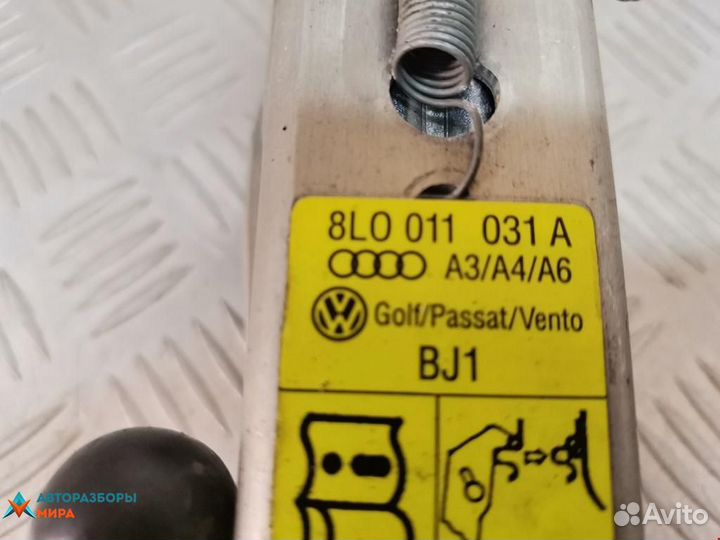 8L0 011 031 A
A3/A4/A6
Golf/Passat/Vento
BJ1
АВТОРАЗБОРЫ
МИРА
Avito